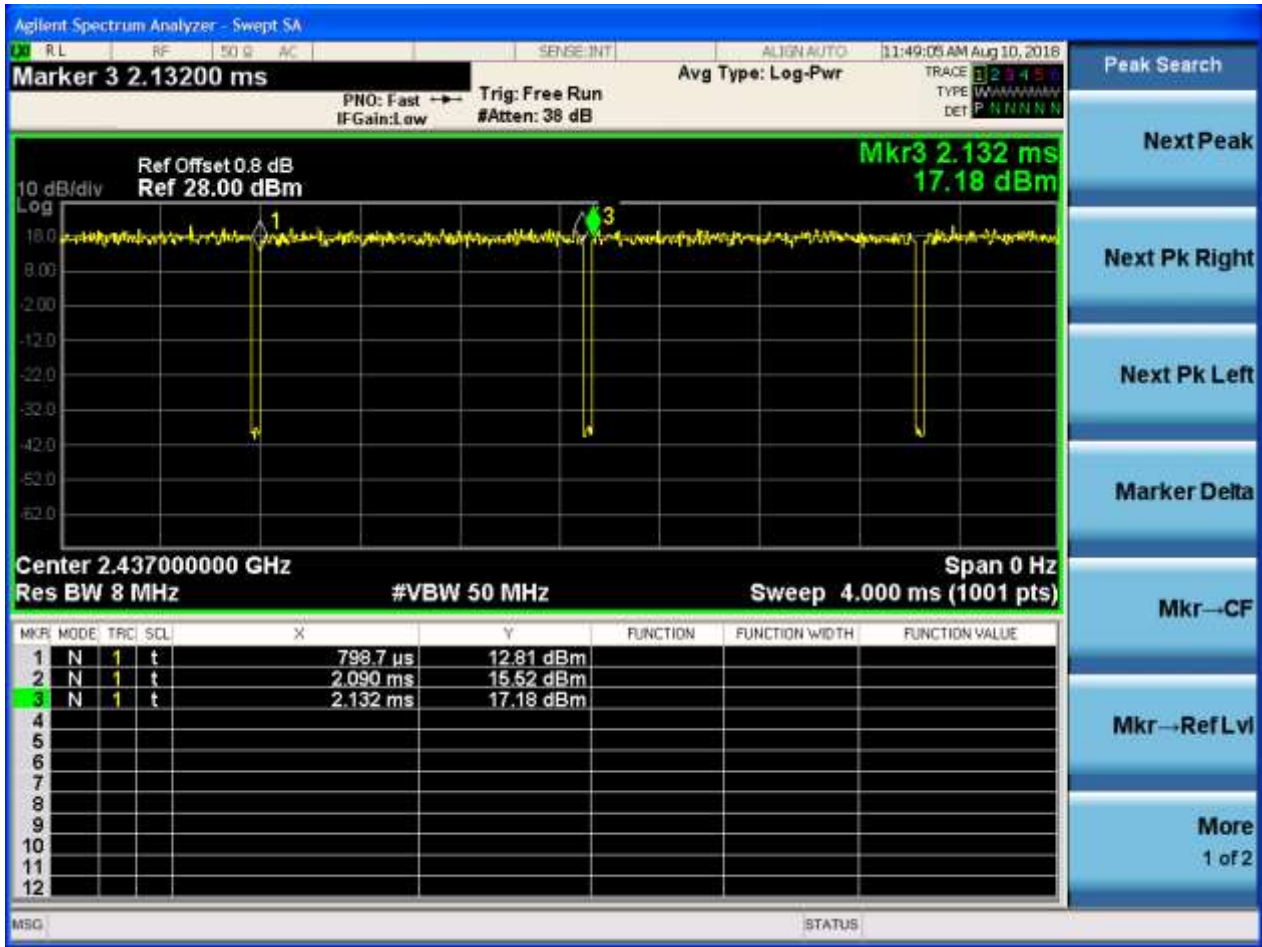 Agilent Spectrum Analyzer - Swept SA
LXI RL RF 50 Ω AC SENSE:INT ALIGN AUTO 11:49:05 AM Aug 10, 2018
Marker 3 2.13200 ms
PNO: Fast
IFGain:Low
Trig: Free Run
#Atten: 38 dB
Avg Type: Log-Pwr
TRACE 1 2 3 4 5 6
TYPE
DET P N N N N N
Ref Offset 0.8 dB
10 dB/div Ref 28.00 dBm
Log
Mkr3 2.132 ms
17.18 dBm
1
3
18.0
8.00
-2.00
-12.0
-22.0
-32.0
-42.0
-52.0
-62.0
Center 2.437000000 GHz Span 0 Hz
Res BW 8 MHz #VBW 50 MHz Sweep 4.000 ms (1001 pts)
MKR MODE TRC SCL X Y FUNCTION FUNCTION WIDTH FUNCTION VALUE
1 N 1 t 798.7 µs 12.81 dBm
2 N 1 t 2.090 ms 15.52 dBm
3 N 1 t 2.132 ms 17.18 dBm
4
5
6
7
8
9
10
11
12
MSG STATUS
Peak Search
Next Peak
Next Pk Right
Next Pk Left
Marker Delta
Mkr→CF
Mkr→Ref Lvl
More
1 of 2